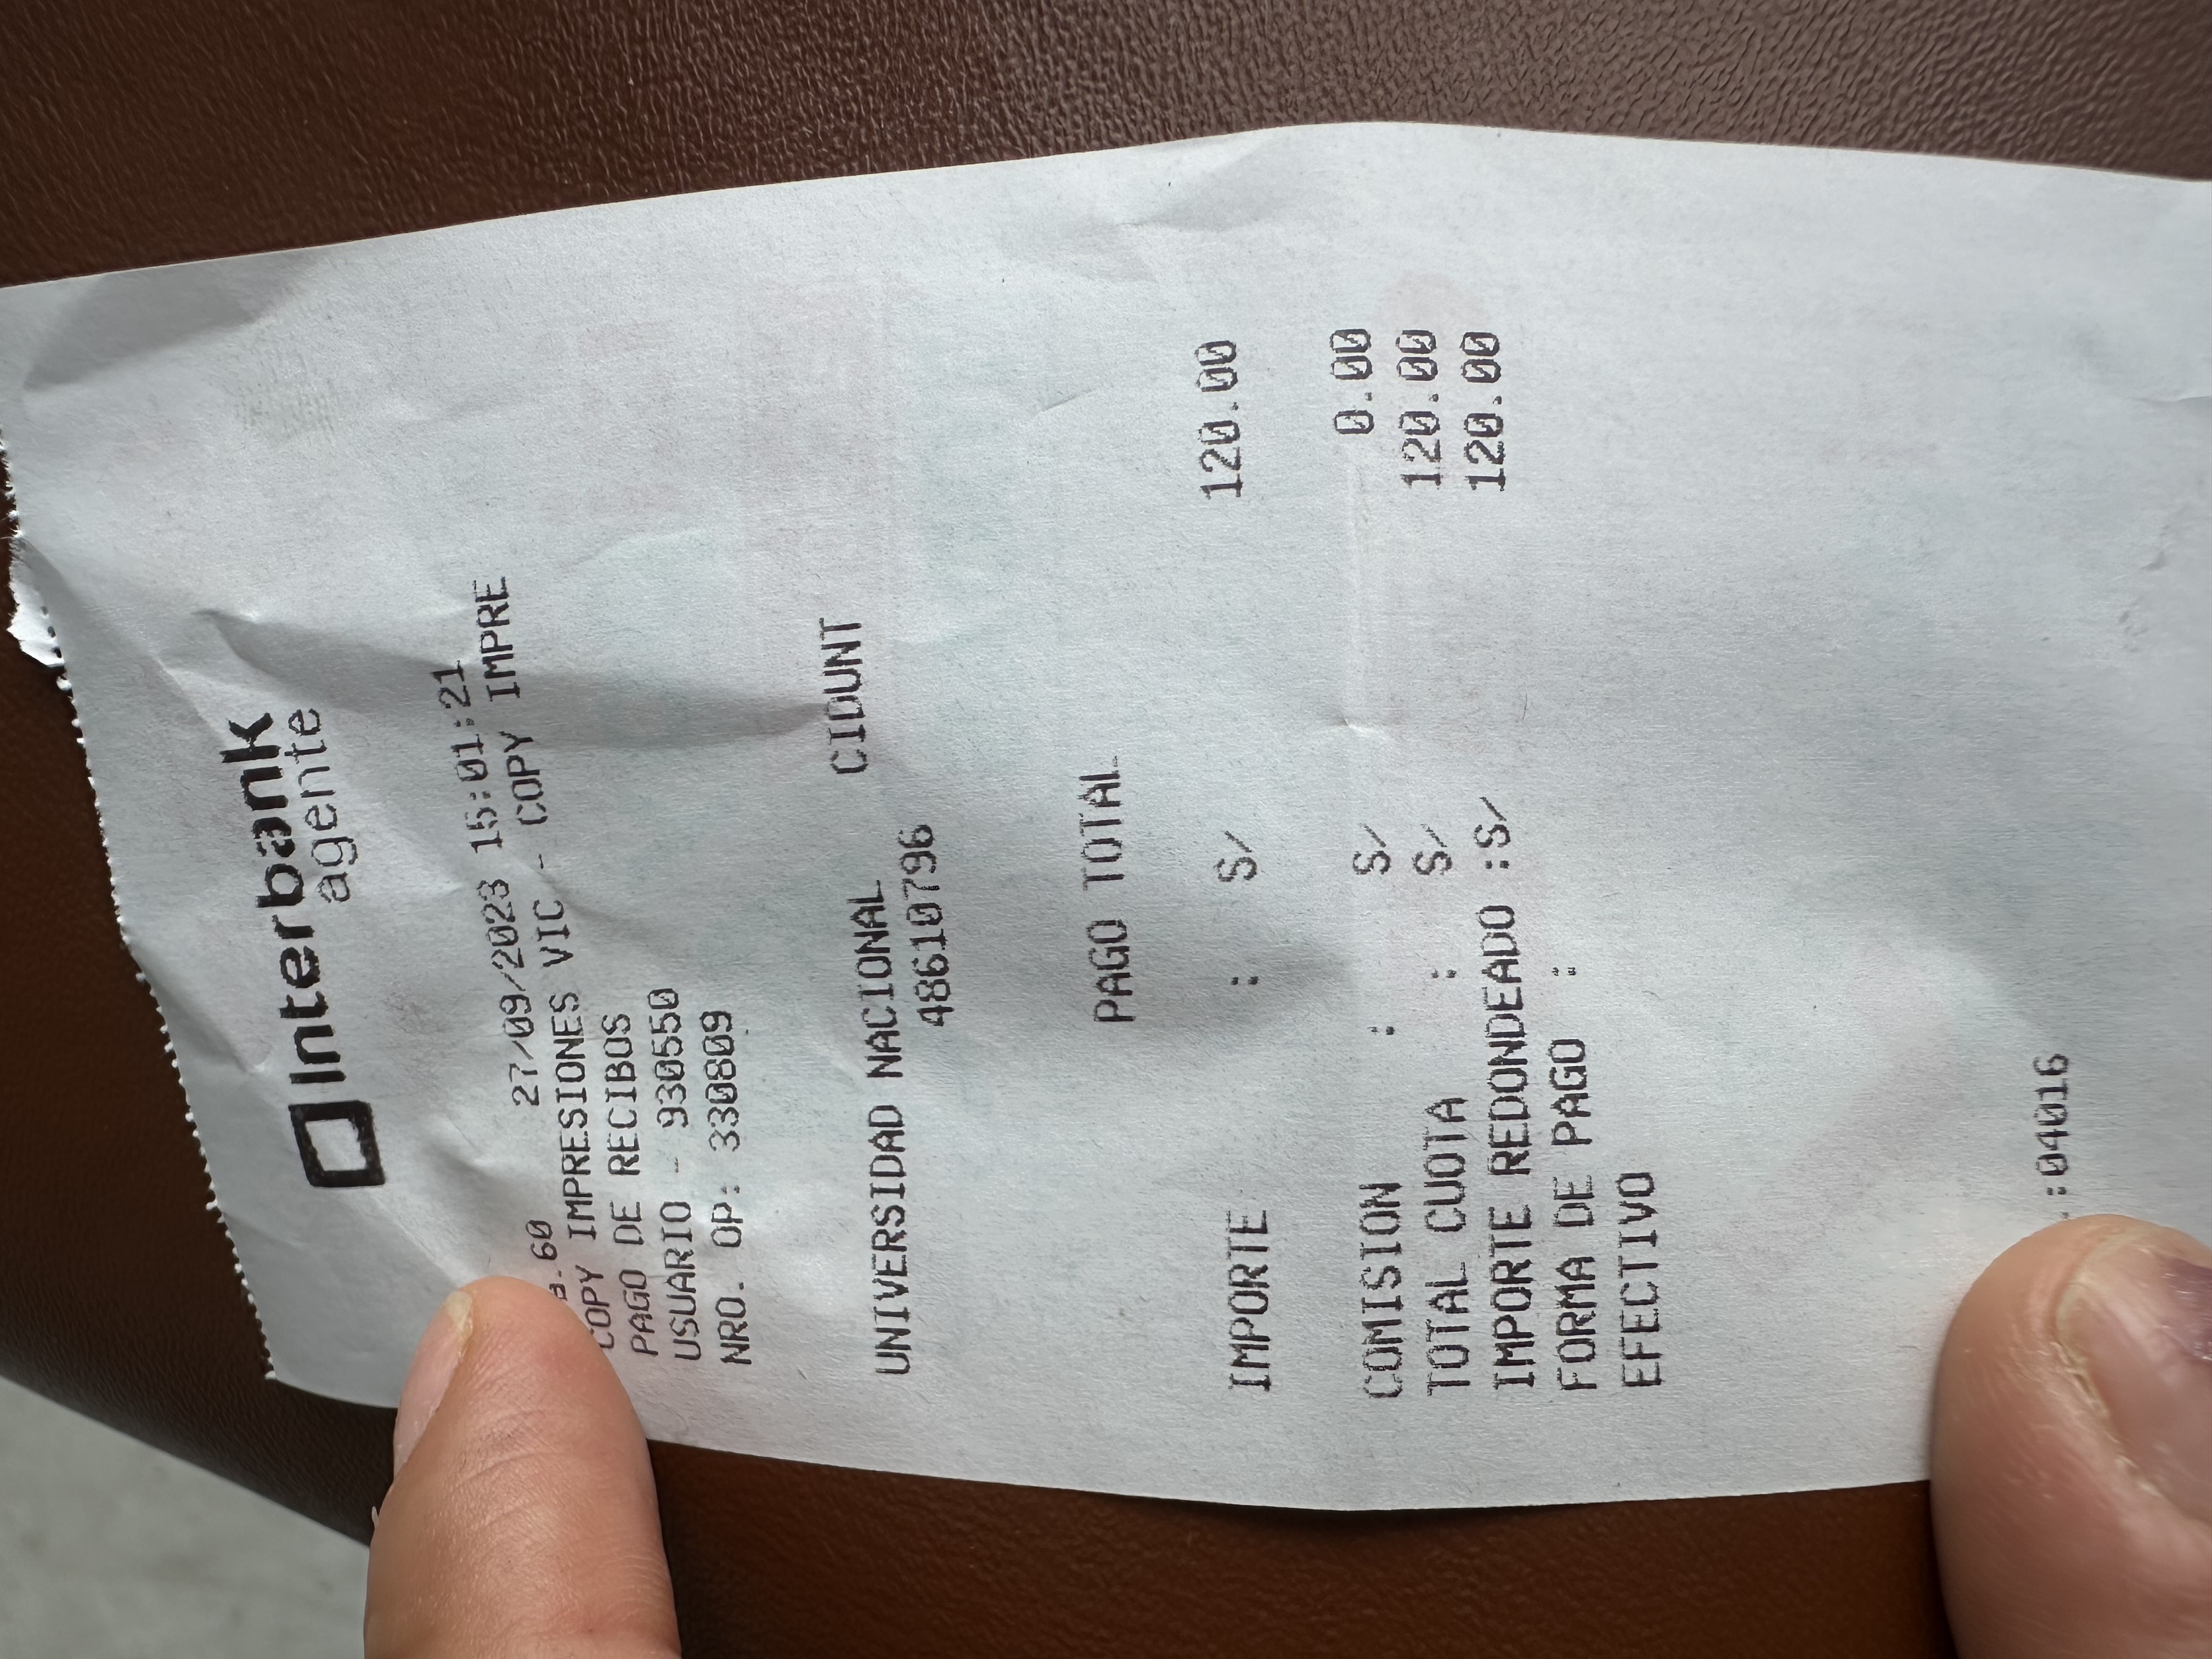 Interbank
agente
.60 27/09/2023 15:01:21
COPY IMPRESIONES VIC - COPY IMPRE
PAGO DE RECIBOS
USUARIO - 9305550
NRO. OP: 330809
UNIVERSIDAD NACIONAL CIDUNT
48610796
PAGO TOTAL
IMPORTE : S/ 120.00
COMISION : S/ 0.00
TOTAL CUOTA : S/ 120.00
IMPORTE REDONDEADO :S/ 120.00
FORMA DE PAGO :
EFECTIVO
:04016